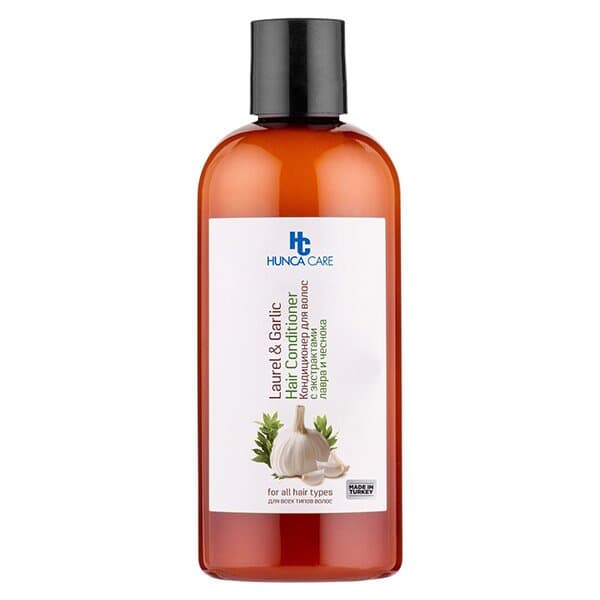 HC
HUNCA CARE
Laurel & Garlic
Hair Conditioner
Кондиционер для волос
с экстрактами
лавра и чеснока
for all hair types
для всех типов волос
MADE IN
TURKEY